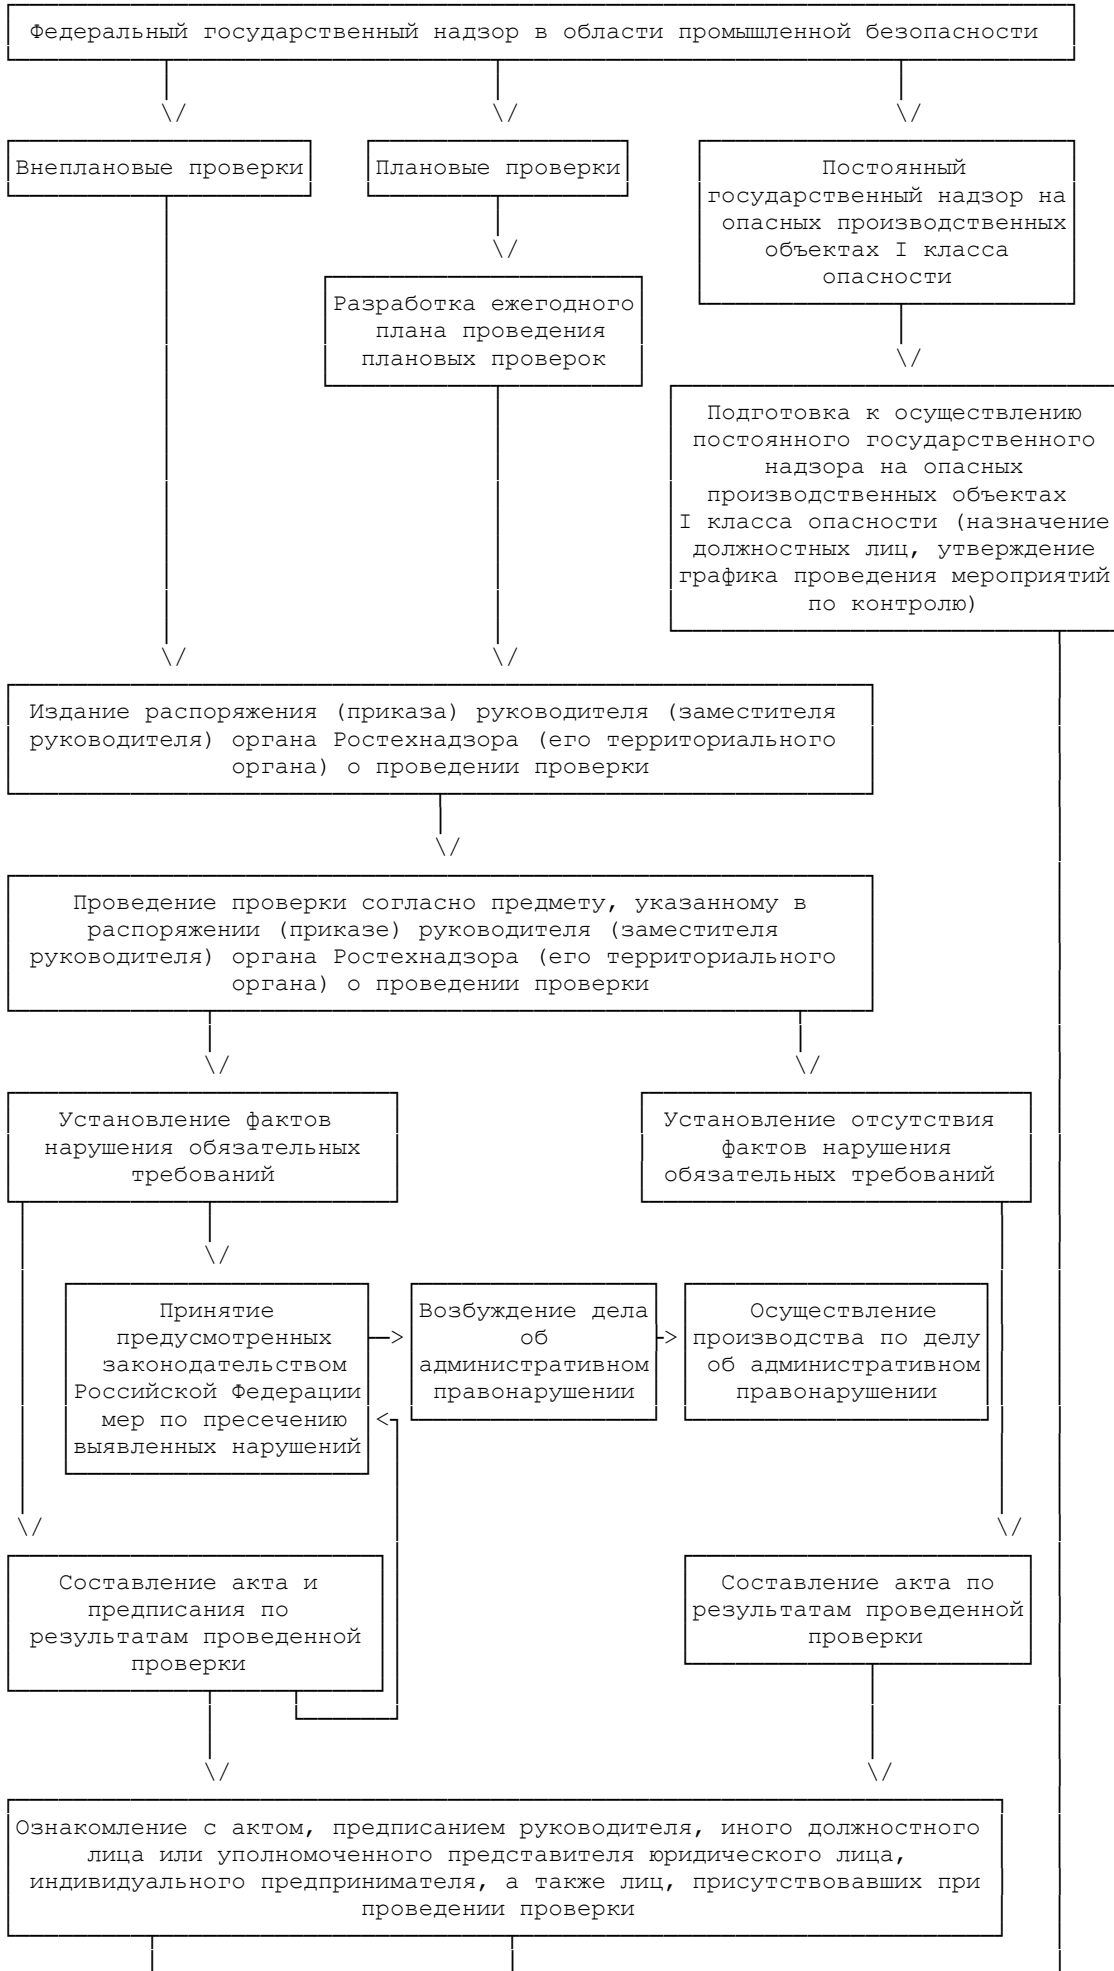 Федеральный государственный надзор в области промышленной безопасности
Внеплановые проверки
Плановые проверки
Постоянный
государственный надзор на
опасных производственных
объектах I класса
опасности
Разработка ежегодного
плана проведения
плановых проверок
Подготовка к осуществлению
постоянного государственного
надзора на опасных
производственных объектах
I класса опасности (назначение
должностных лиц, утверждение
графика проведения мероприятий
по контролю)
Издание распоряжения (приказа) руководителя (заместителя
руководителя) органа Ростехнадзора (его территориального
органа) о проведении проверки
Проведение проверки согласно предмету, указанному в
распоряжении (приказе) руководителя (заместителя
руководителя) органа Ростехнадзора (его территориального
органа) о проведении проверки
Установление фактов
нарушения обязательных
требований
Установление отсутствия
фактов нарушения
обязательных требований
Принятие
предусмотренных
законодательством
Российской Федерации
мер по пресечению
выявленных нарушений
Возбуждение дела
об
административном
правонарушении
Осуществление
производства по делу
об административном
правонарушении
Составление акта и
предписания по
результатам проведенной
проверки
Составление акта по
результатам проведенной
проверки
Ознакомление с актом, предписанием руководителя, иного должностного
лица или уполномоченного представителя юридического лица,
индивидуального предпринимателя, а также лиц, присутствовавших при
проведении проверки